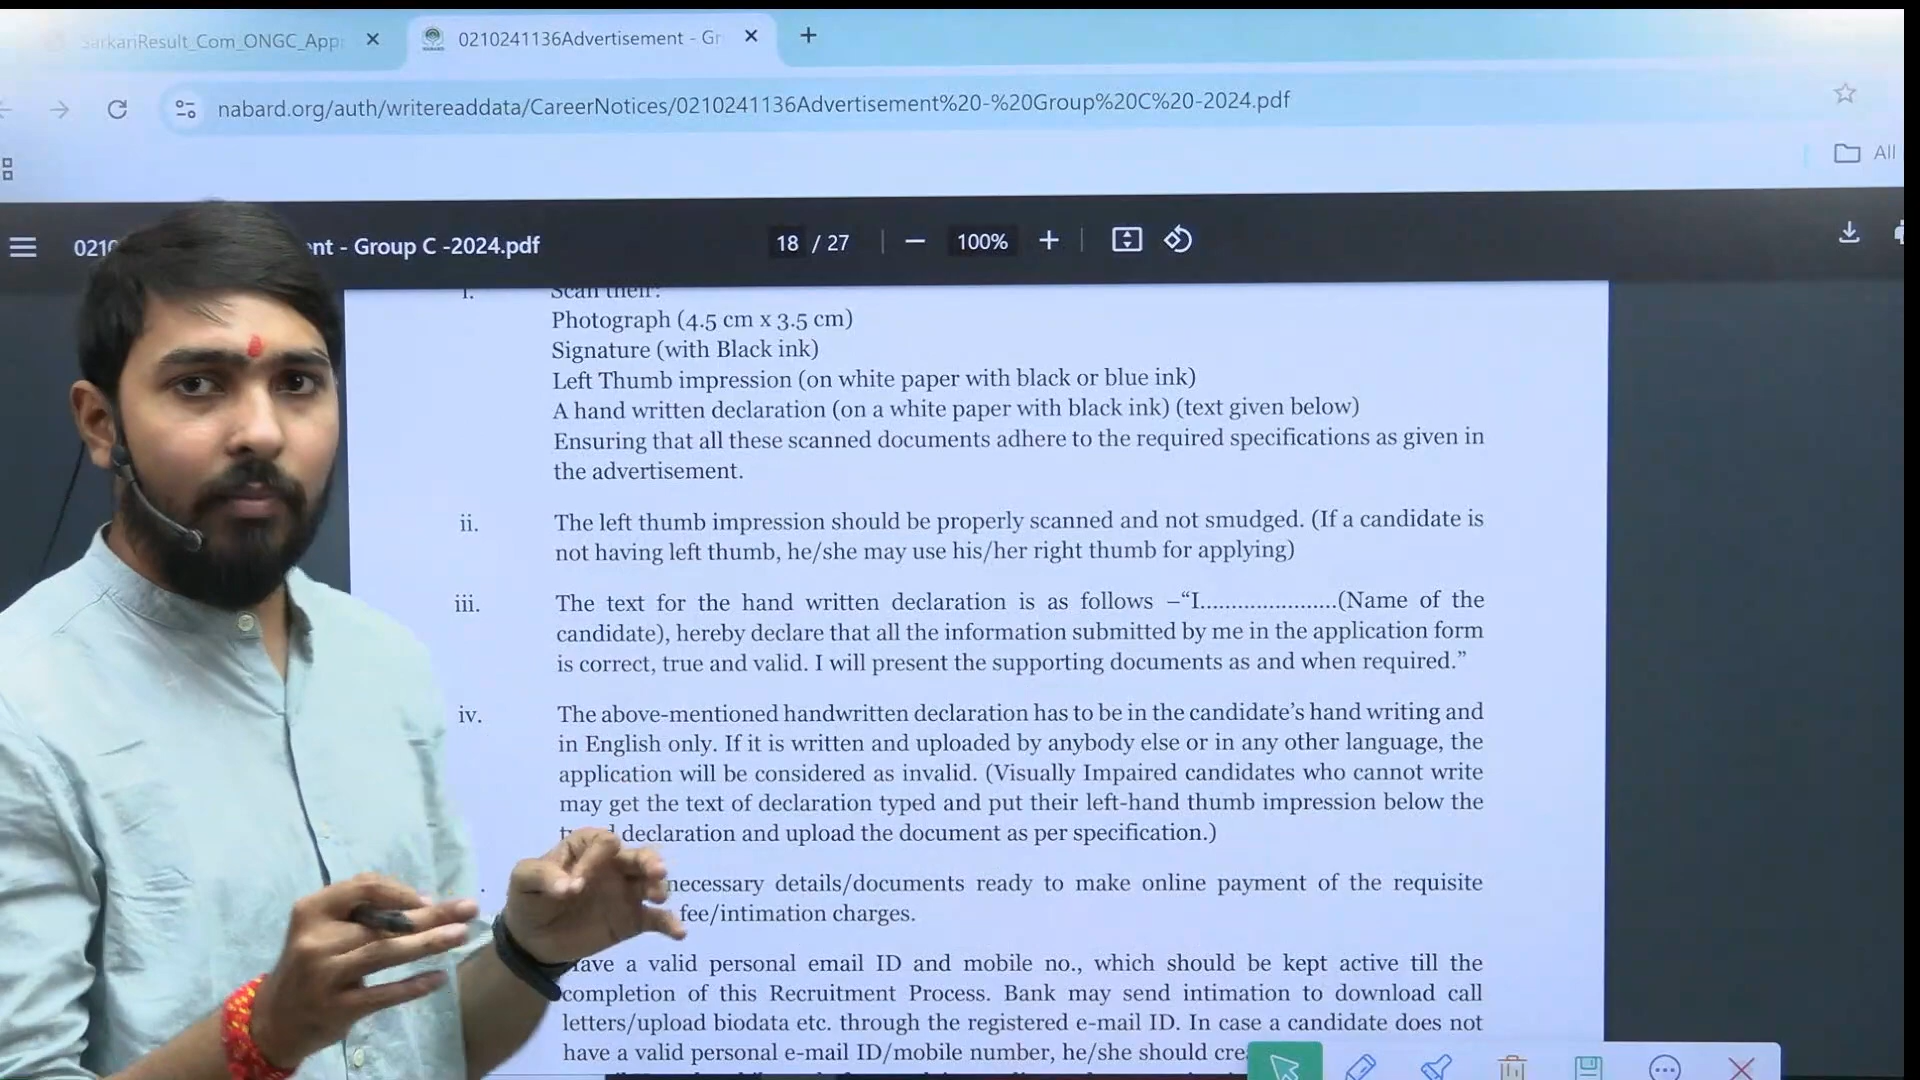 SarkariResult_Com_ONGC_App
0210241136Advertisement - Gr
nabard.org/auth/writereaddata/CareerNotices/0210241136Advertisement%20-%20Group%20C%20-2024.pdf
All
0210 nt - Group C -2024.pdf
18 / 27
100%
i. Scan their:
Photograph (4.5 cm x 3.5 cm)
Signature (with Black ink)
Left Thumb impression (on white paper with black or blue ink)
A hand written declaration (on a white paper with black ink) (text given below)
Ensuring that all these scanned documents adhere to the required specifications as given in
the advertisement.
ii. The left thumb impression should be properly scanned and not smudged. (If a candidate is
not having left thumb, he/she may use his/her right thumb for applying)
iii. The text for the hand written declaration is as follows –“I......................(Name of the
candidate), hereby declare that all the information submitted by me in the application form
is correct, true and valid. I will present the supporting documents as and when required.”
iv. The above-mentioned handwritten declaration has to be in the candidate’s hand writing and
in English only. If it is written and uploaded by anybody else or in any other language, the
application will be considered as invalid. (Visually Impaired candidates who cannot write
may get the text of declaration typed and put their left-hand thumb impression below the
declaration and upload the document as per specification.)
necessary details/documents ready to make online payment of the requisite
fee/intimation charges.
Have a valid personal email ID and mobile no., which should be kept active till the
completion of this Recruitment Process. Bank may send intimation to download call
letters/upload biodata etc. through the registered e-mail ID. In case a candidate does not
have a valid personal e-mail ID/mobile number, he/she should cre